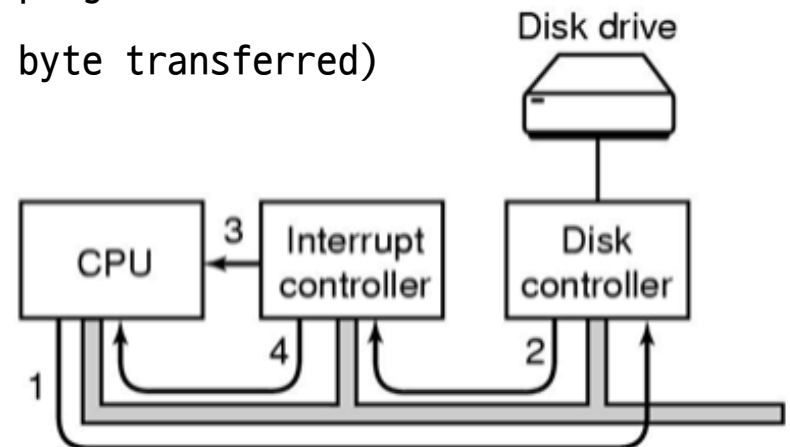 byte transferred)
Disk drive
CPU
3
Interrupt
controller
Disk
controller
1
4
2